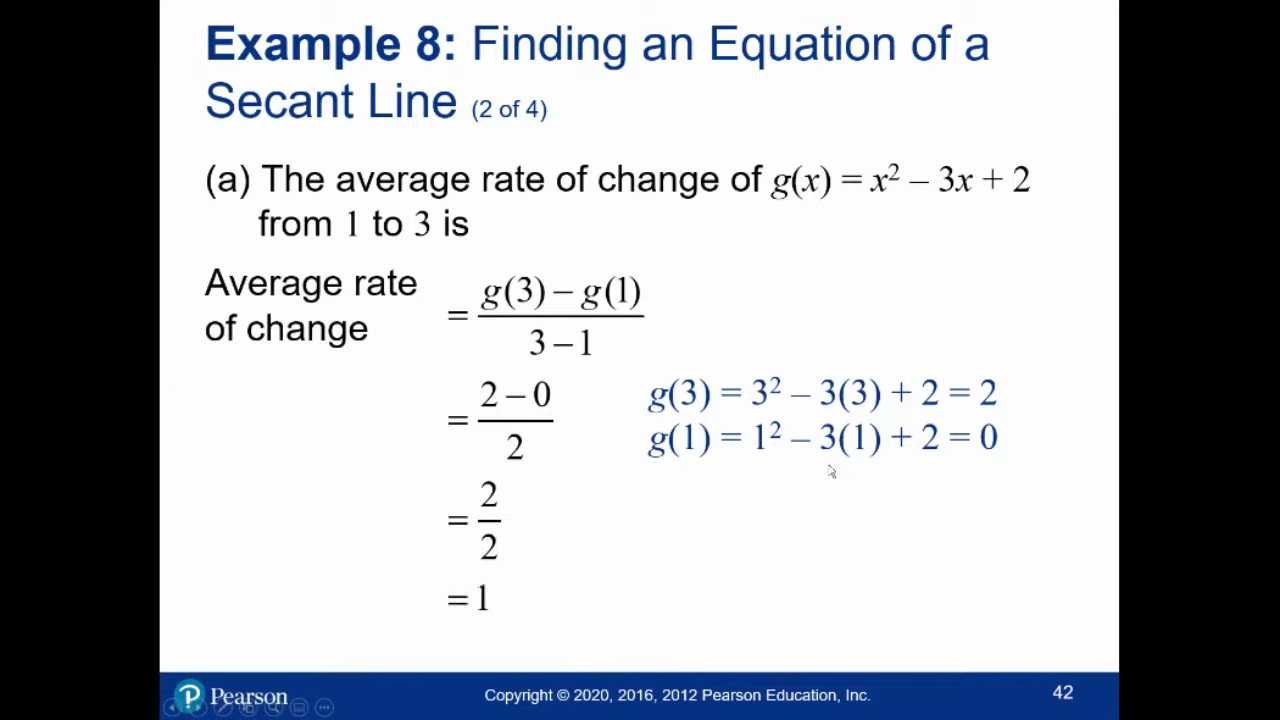 Example 8: Finding an Equation of a
Secant Line (2 of 4)
(a) The average rate of change of g(x) = x² – 3x + 2
from 1 to 3 is
Average rate
of change
= g(3) – g(1) / 3 – 1
= 2 – 0 / 2
g(3) = 3² – 3(3) + 2 = 2
g(1) = 1² – 3(1) + 2 = 0
= 2 / 2
= 1
P Pearson
Copyright © 2020, 2016, 2012 Pearson Education, Inc.
42